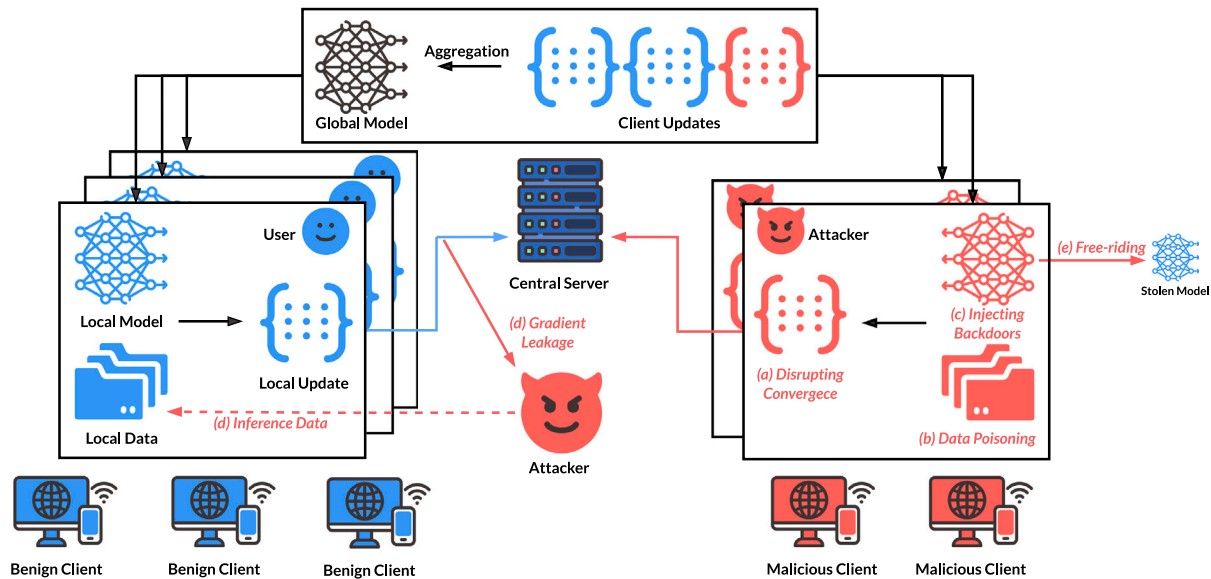 Aggregation
Global Model
Client Updates
User
Local Model
Local Update
Local Data
Central Server
(d) Gradient
Leakage
(d) Inference Data
Attacker
Attacker
(c) Injecting
Backdoors
(a) Disrupting
Convergece
(b) Data Poisoning
(e) Free-riding
Stolen Model
Benign Client
Benign Client
Benign Client
Malicious Client
Malicious Client